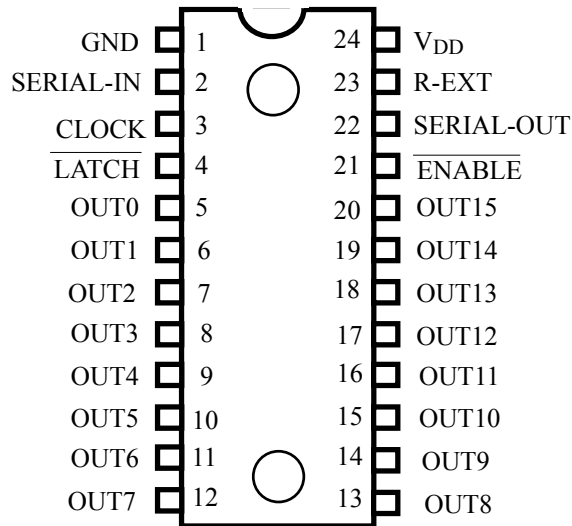 GND 1 24 VDD
SERIAL-IN 2 23 R-EXT
CLOCK 3 22 SERIAL-OUT
LATCH 4 21 ENABLE
OUT0 5 20 OUT15
OUT1 6 19 OUT14
OUT2 7 18 OUT13
OUT3 8 17 OUT12
OUT4 9 16 OUT11
OUT5 10 15 OUT10
OUT6 11 14 OUT9
OUT7 12 13 OUT8